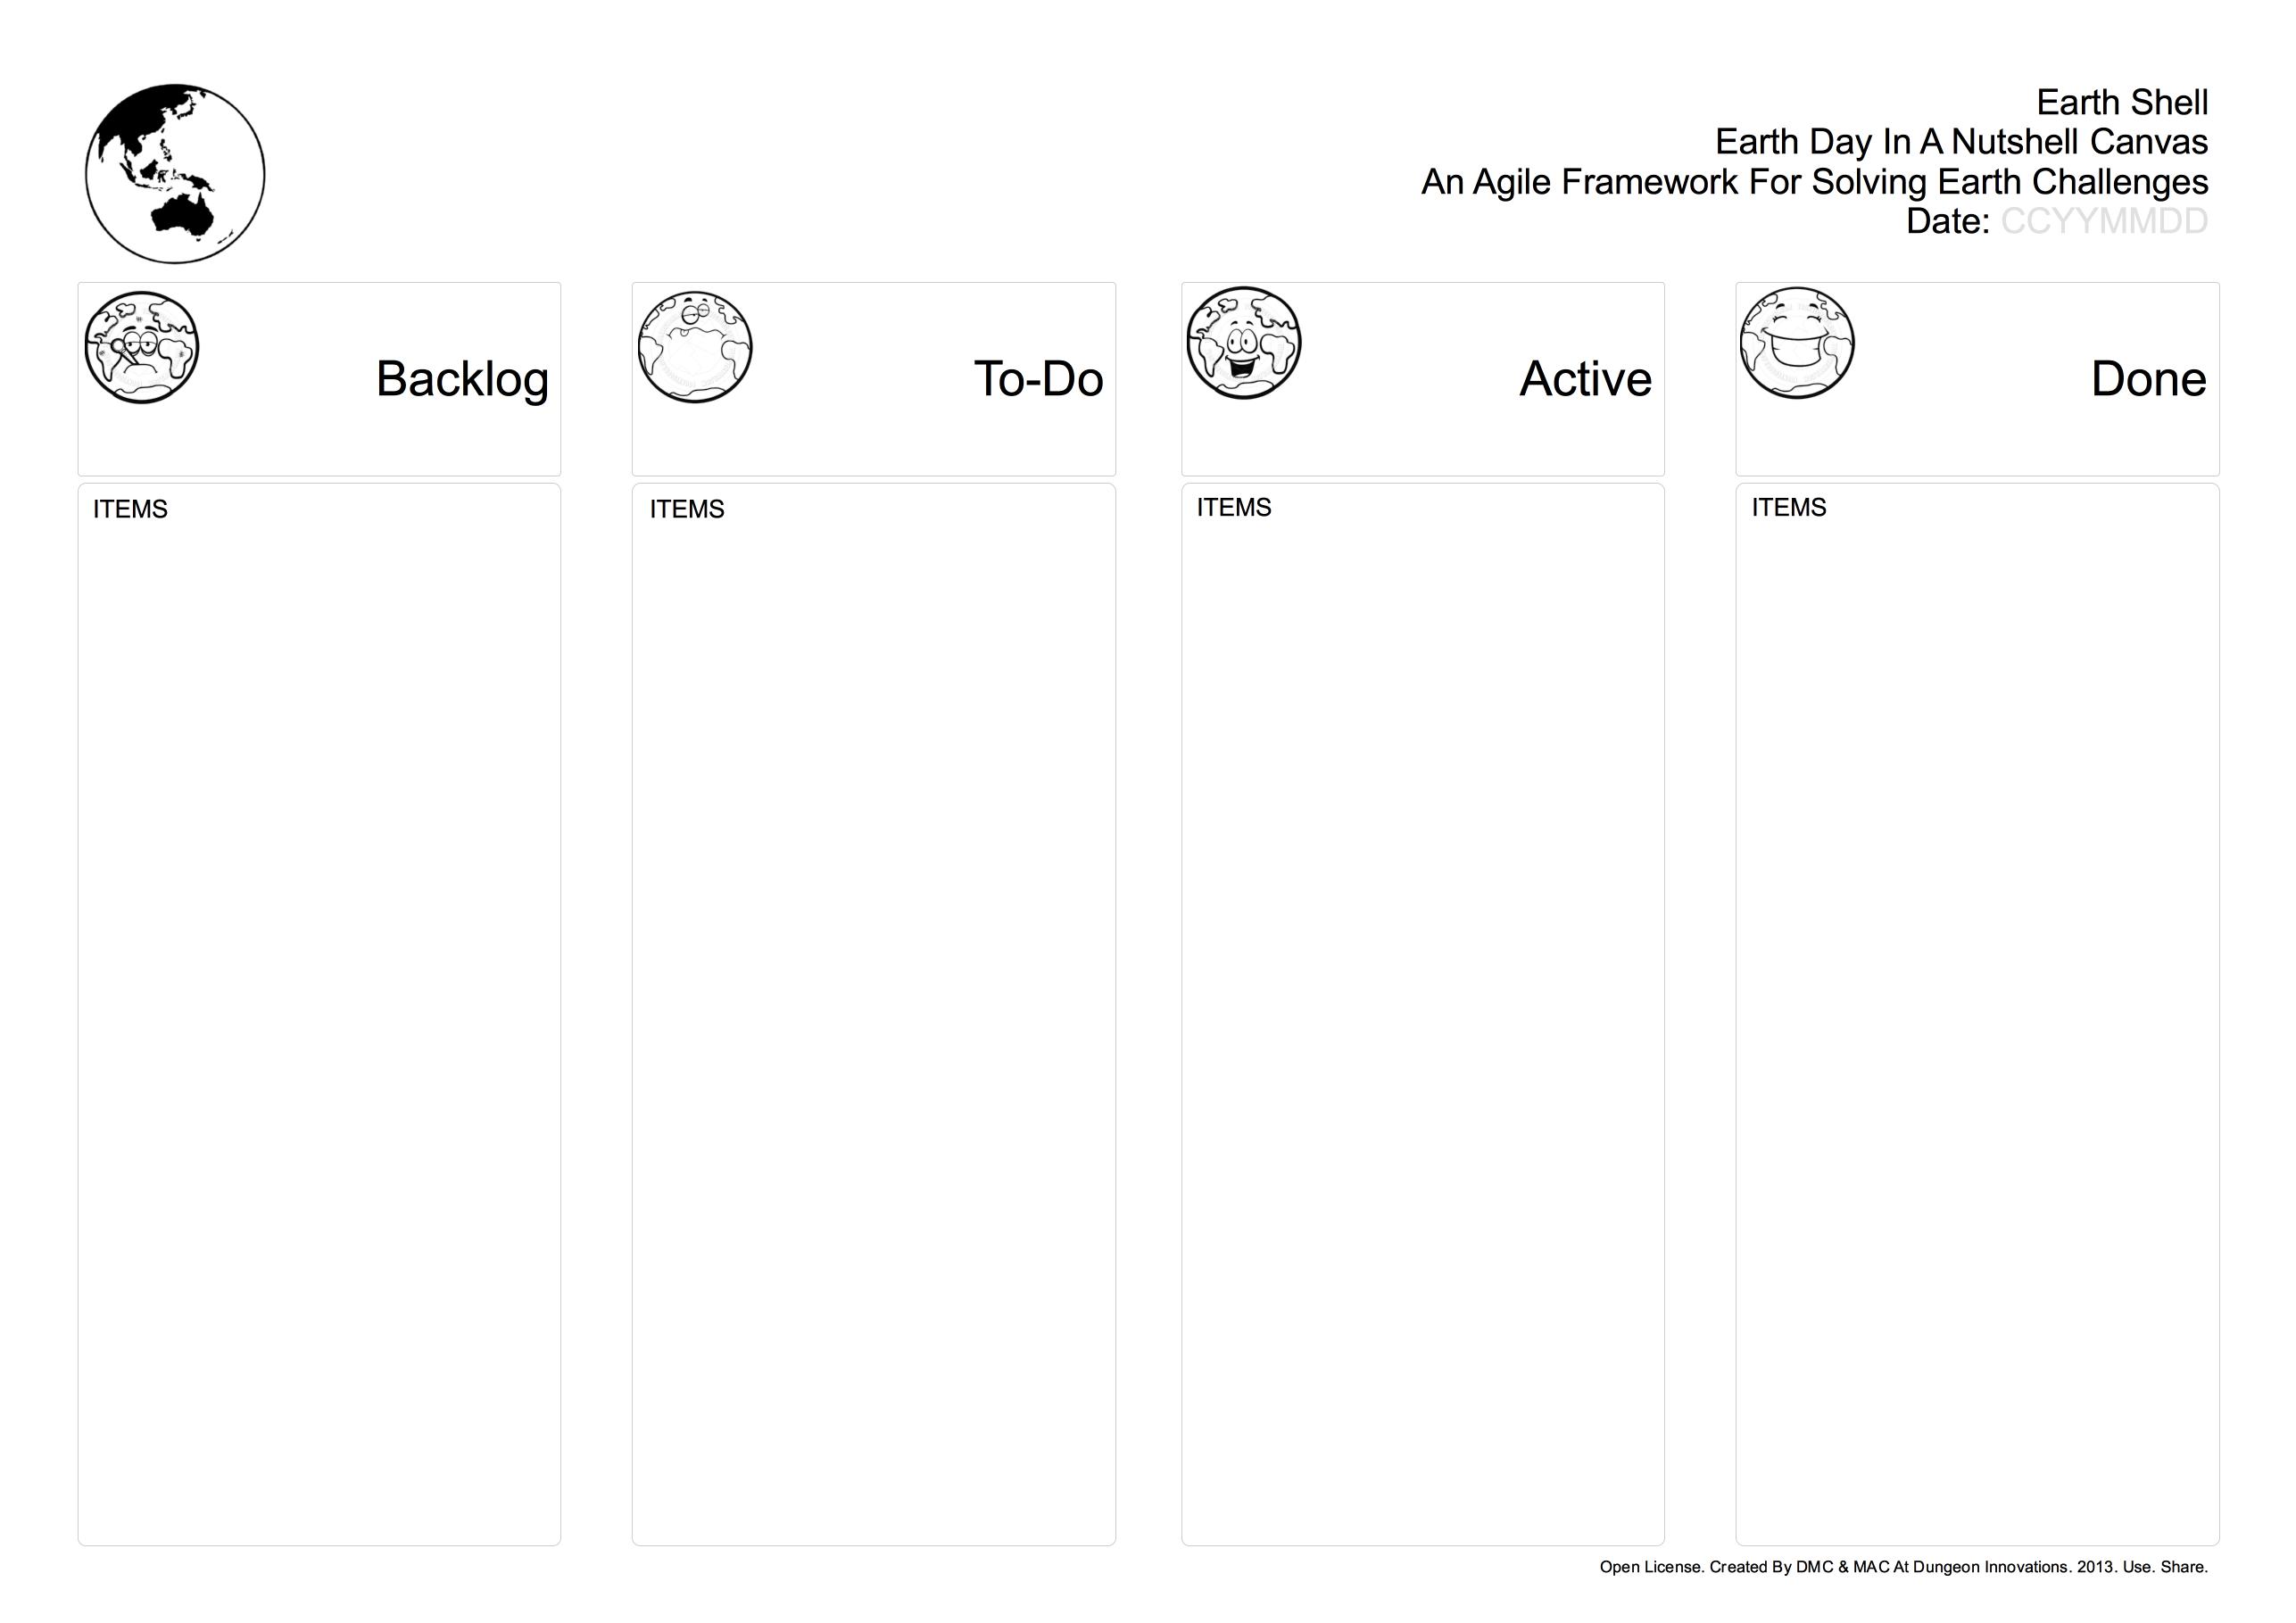 Earth Shell
Earth Day In A Nutshell Canvas
An Agile Framework For Solving Earth Challenges
Date: CCYYMMDD
Backlog
To-Do
Active
Done
ITEMS
ITEMS
ITEMS
ITEMS
Open License. Created By DMC & MAC At Dungeon Innovations. 2013. Use. Share.